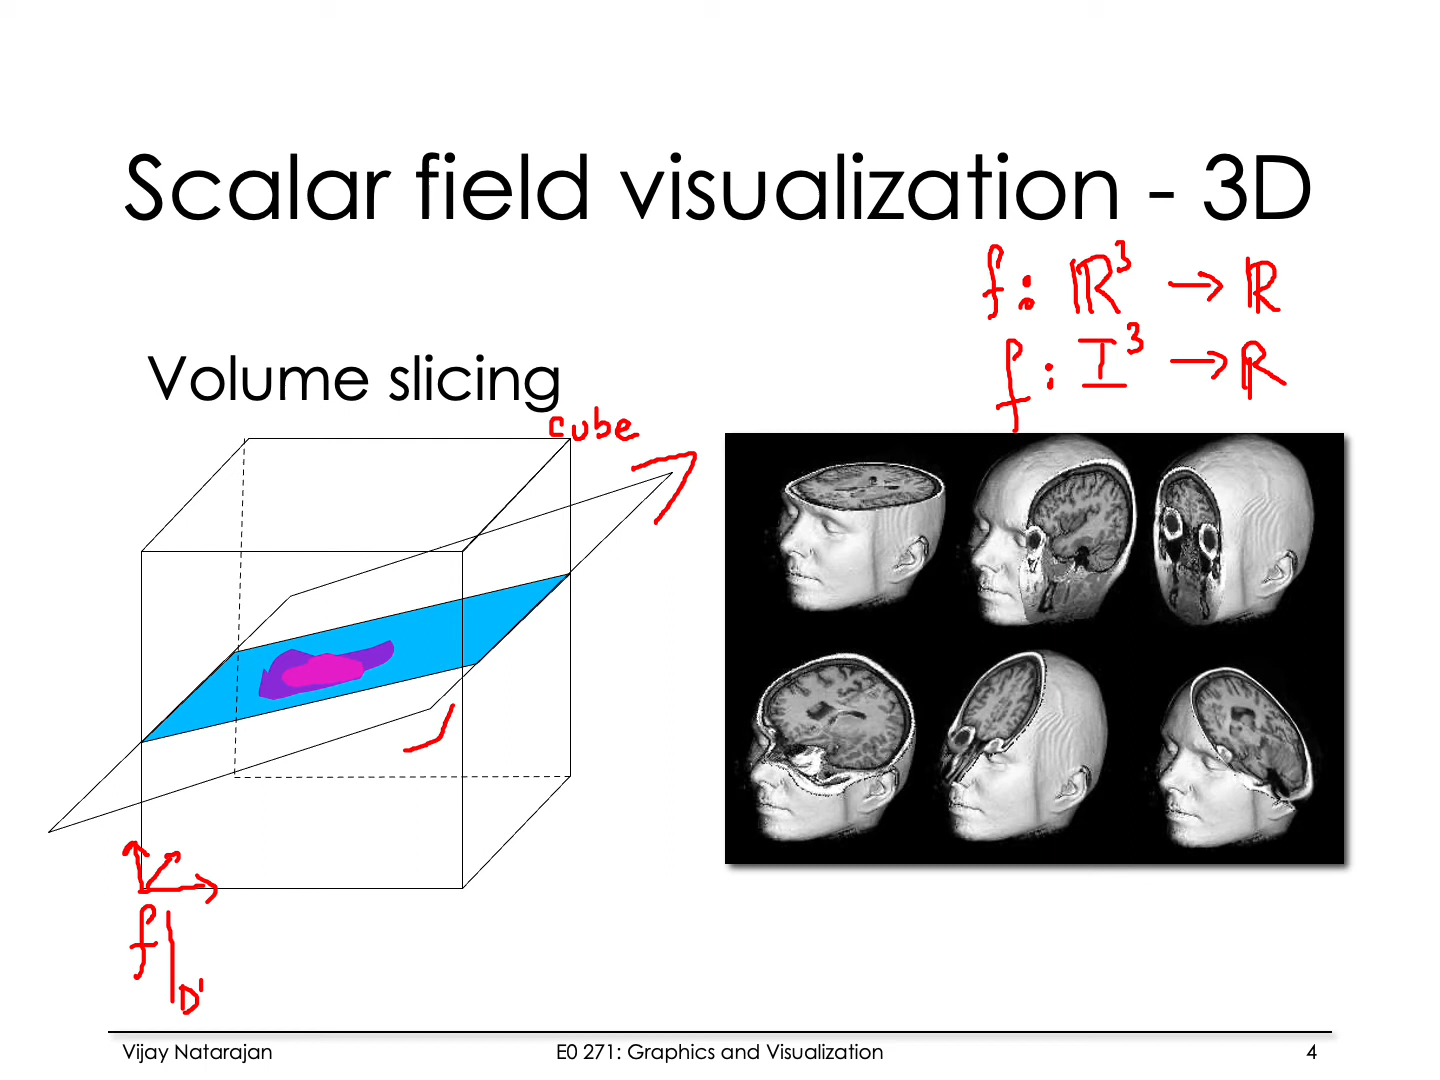 Scalar field visualization - 3D
f : ℝ³ → ℝ
f : I³ → ℝ
Volume slicing
cube
f|D'
Vijay Natarajan
E0 271: Graphics and Visualization
4